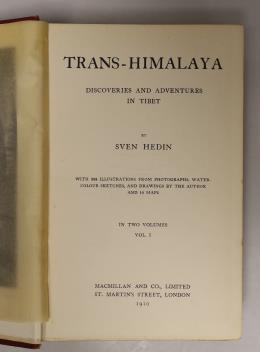 TRANS-HIMALAYA
DISCOVERIES AND ADVENTURES
IN TIBET
BY
SVEN HEDIN
WITH 388 ILLUSTRATIONS FROM PHOTOGRAPHS, WATER-
COLOUR SKETCHES, AND DRAWINGS BY THE AUTHOR
AND 10 MAPS
IN TWO VOLUMES
VOL. I
MACMILLAN AND CO., LIMITED
ST. MARTIN'S STREET, LONDON
1910